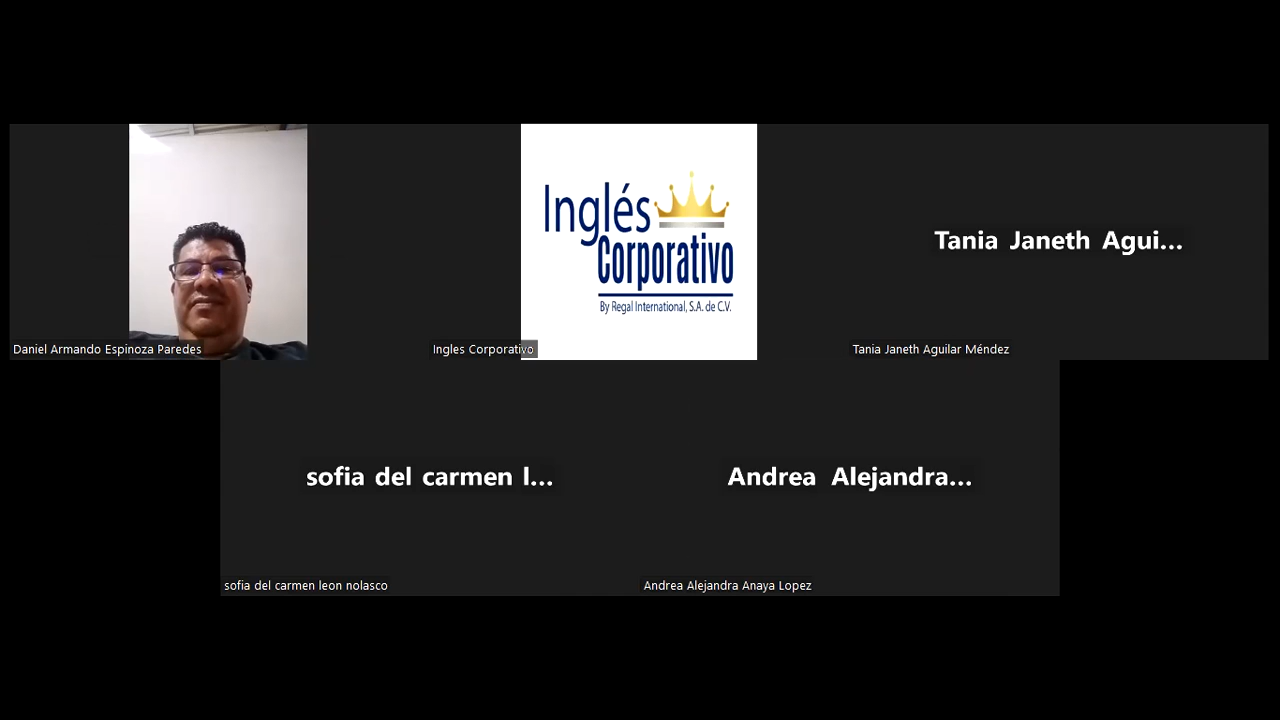 Inglés
Corporativo
By Regal International, S.A. de C.V.
Tania Janeth Agui...
Daniel Armando Espinoza Paredes
Ingles Corporativo
Tania Janeth Aguilar Méndez
sofia del carmen l...
Andrea Alejandra...
sofia del carmen leon nolasco
Andrea Alejandra Anaya Lopez